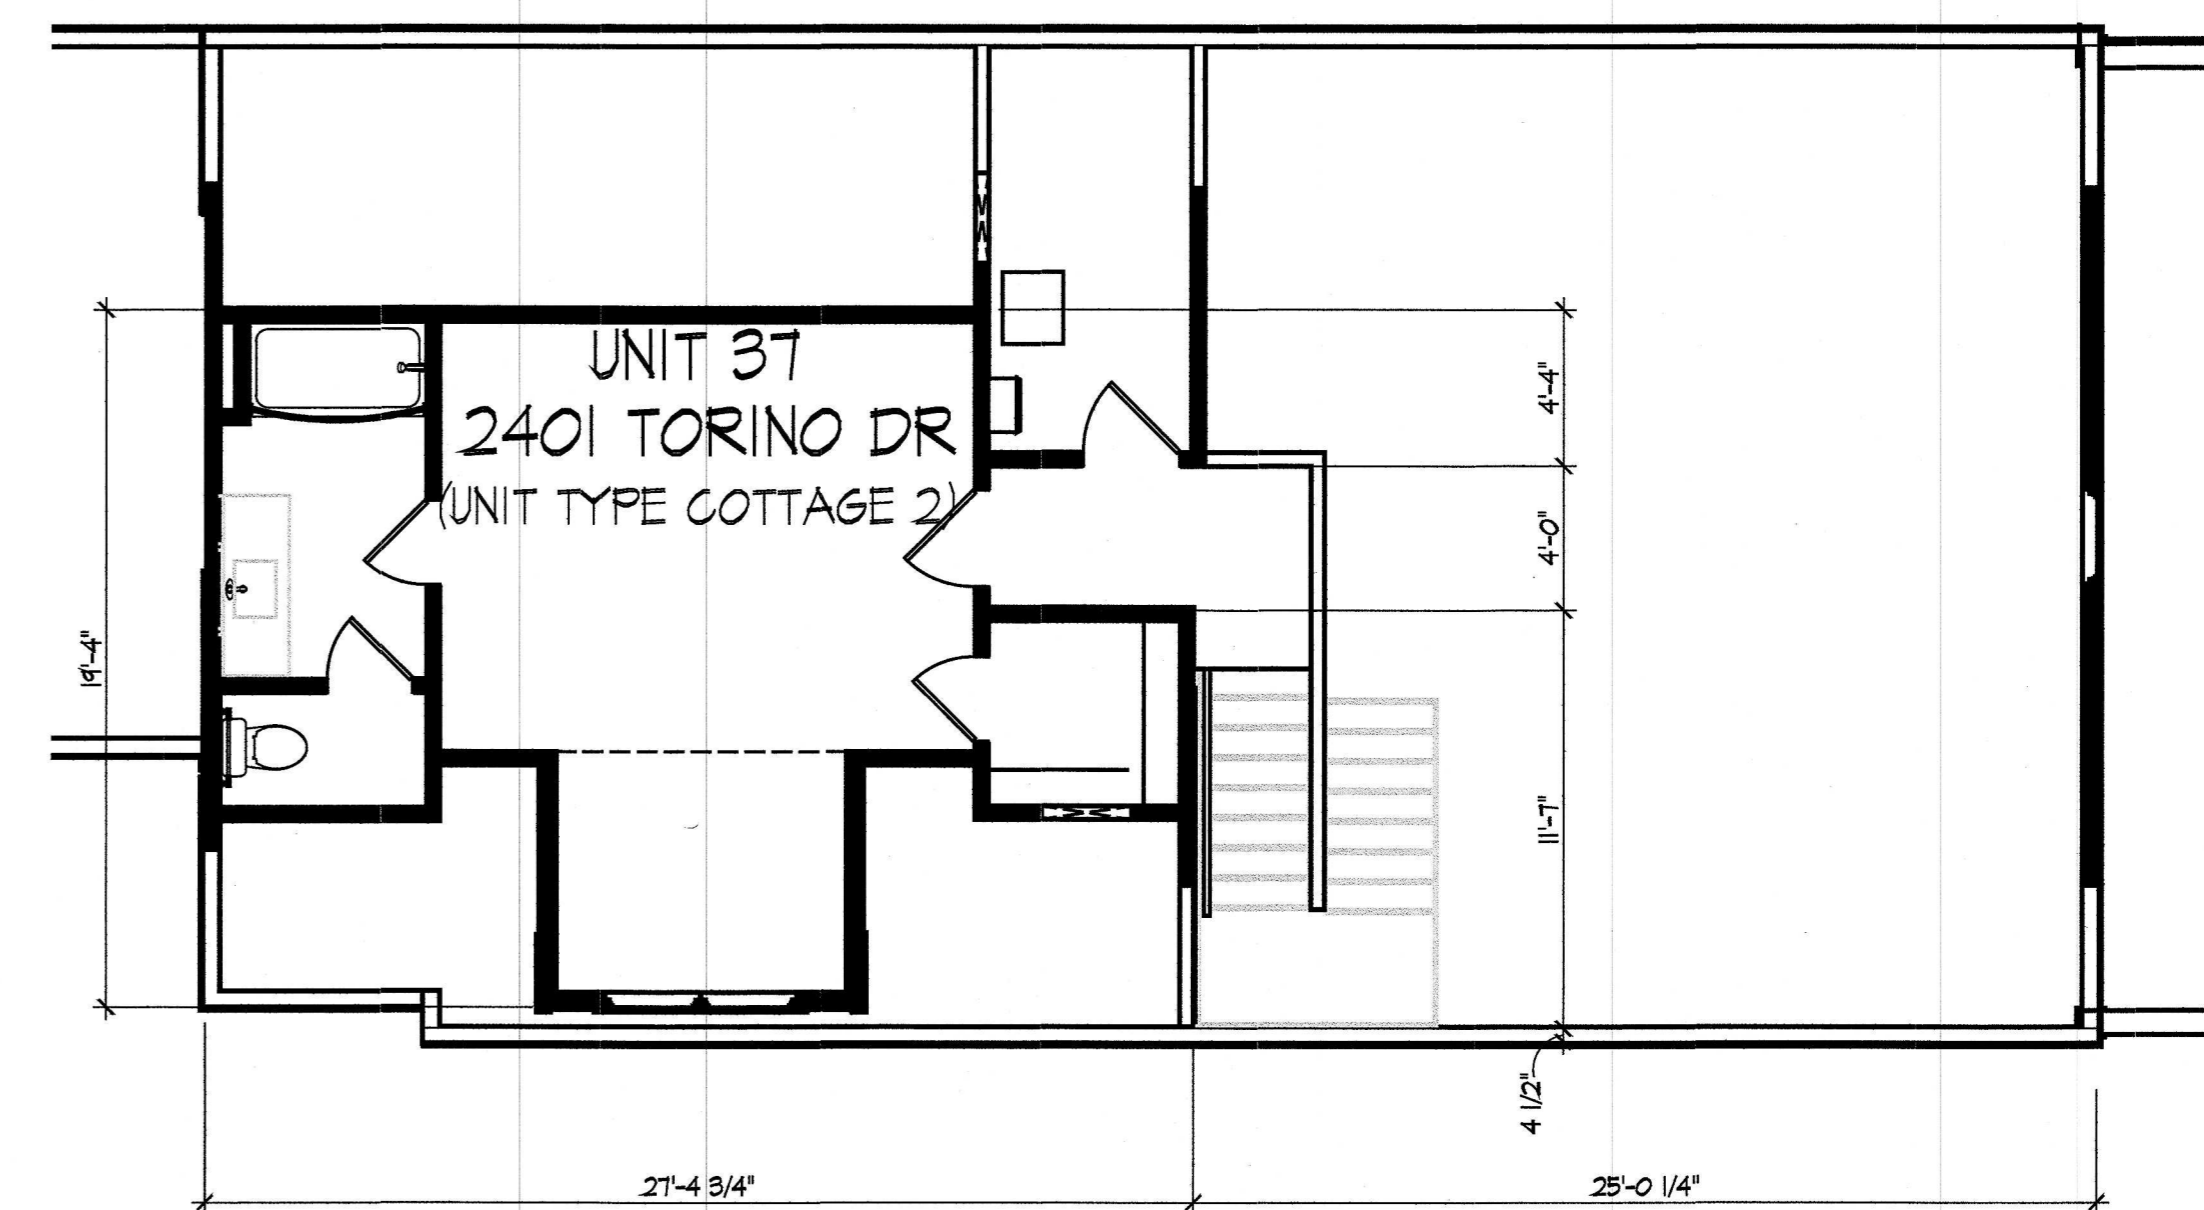 UNIT 37
2401 TORINO DR
(UNIT TYPE COTTAGE 2)
4'-4"
4'-0"
19'-4"
11'-7"
4 1/2"
27'-4 3/4"
25'-0 1/4"